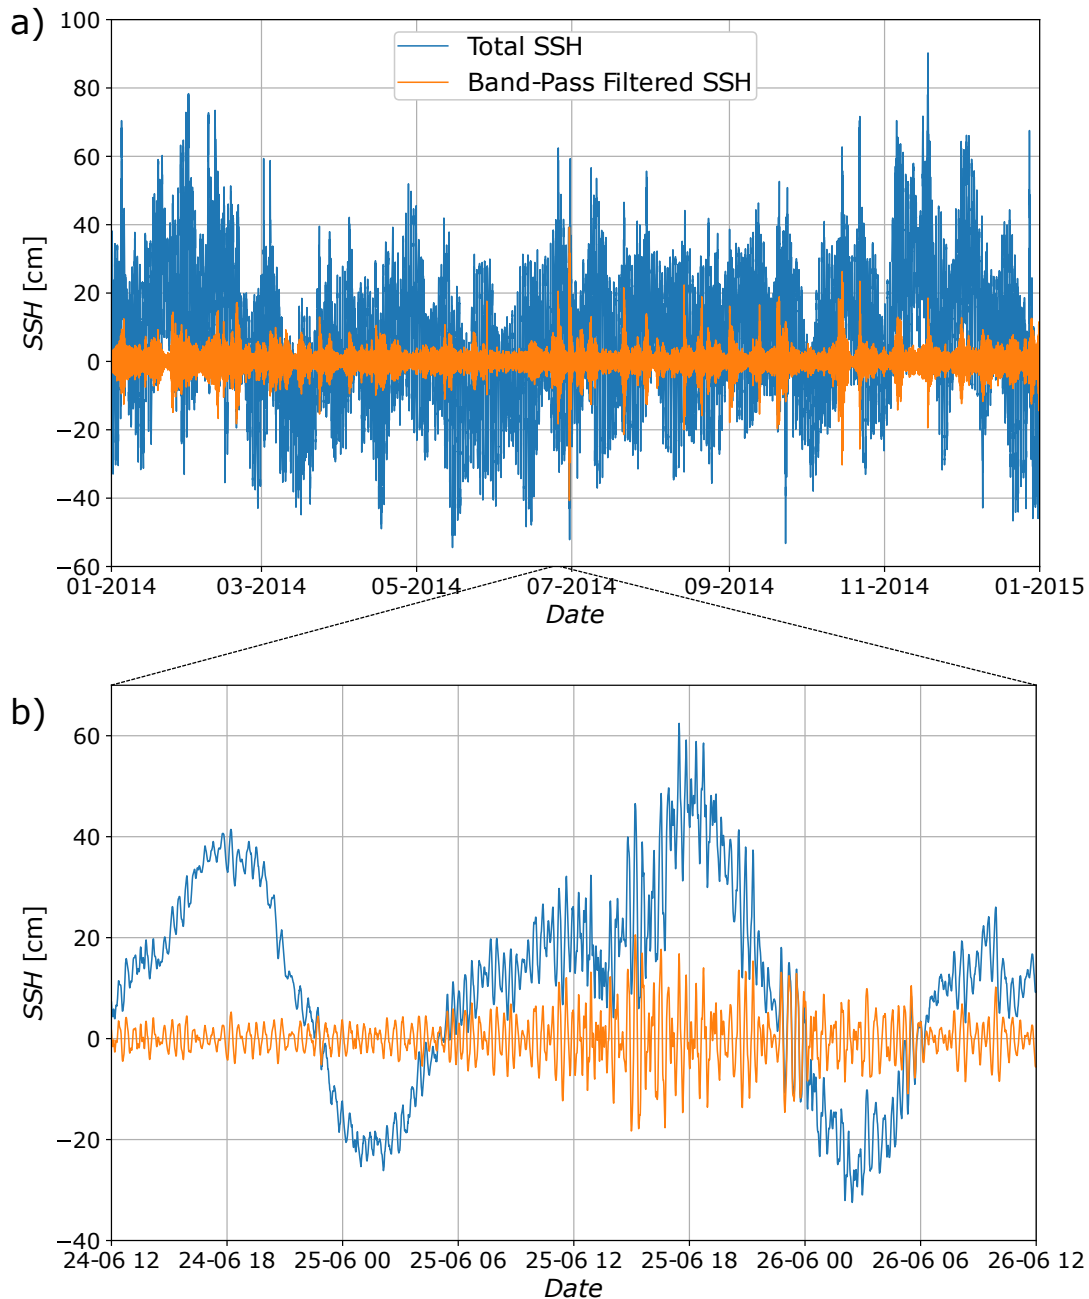 a)
100
80
60
40
20
0
−20
−40
−60
SSH [cm]
Total SSH
Band-Pass Filtered SSH
01-2014 03-2014 05-2014 07-2014 09-2014 11-2014 01-2015
Date
b)
60
40
20
0
−20
−40
SSH [cm]
24-06 12 24-06 18 25-06 00 25-06 06 25-06 12 25-06 18 26-06 00 26-06 06 26-06 12
Date